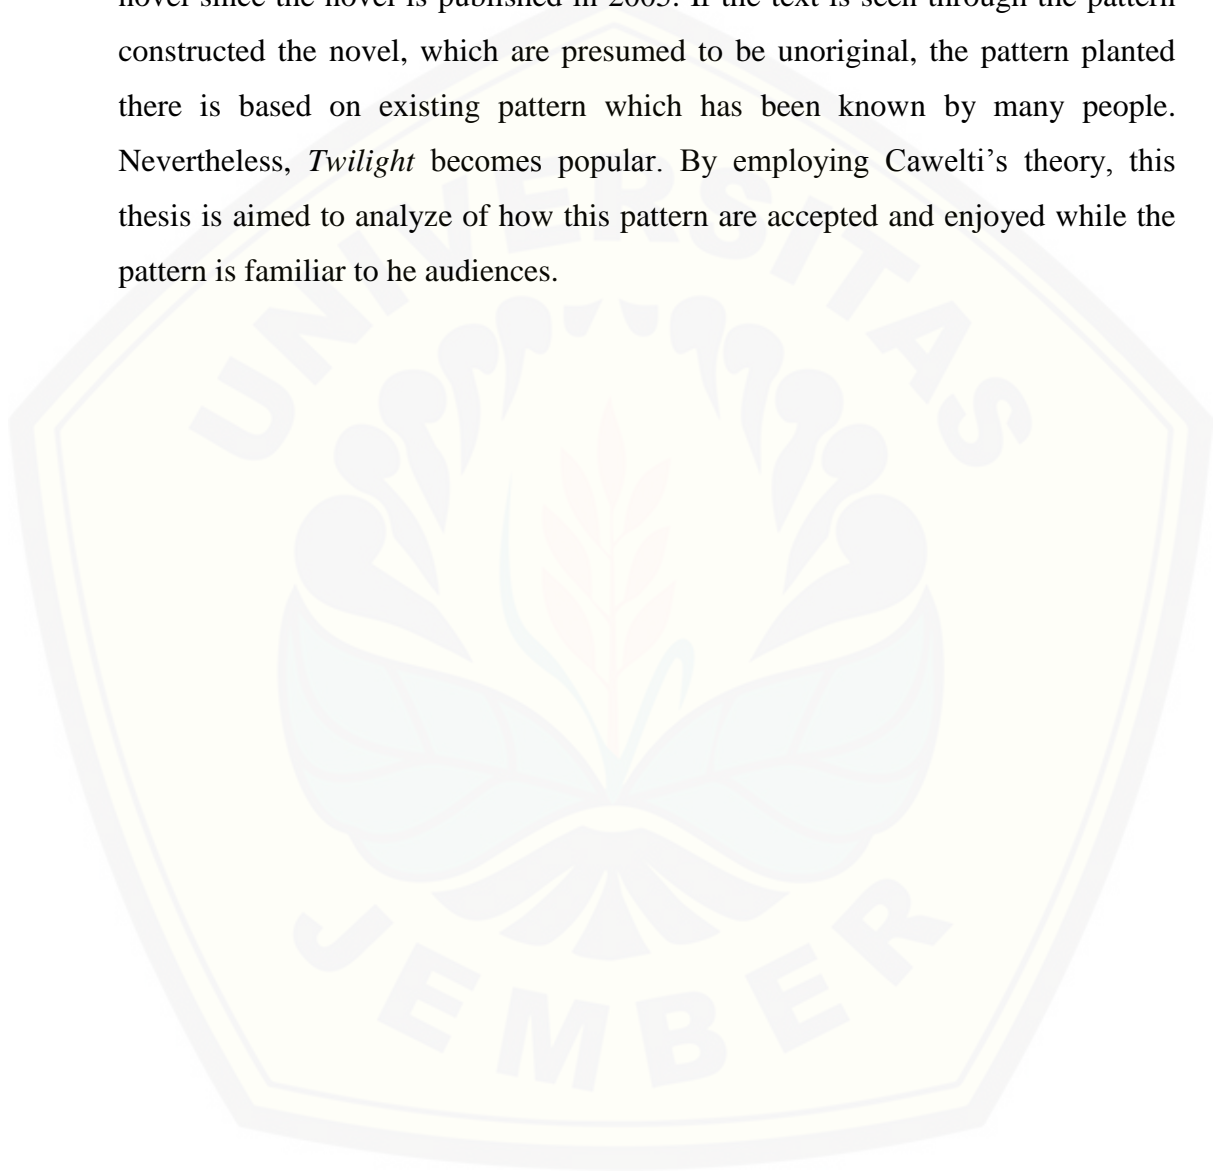 novel since the novel is published in 2005. If the text is seen through the pattern
constructed the novel, which are presumed to be unoriginal, the pattern planted
there is based on existing pattern which has been known by many people.
Nevertheless, Twilight becomes popular. By employing Cawelti’s theory, this
thesis is aimed to analyze of how this pattern are accepted and enjoyed while the
pattern is familiar to he audiences.
UNIVERSITAS
JEMBER